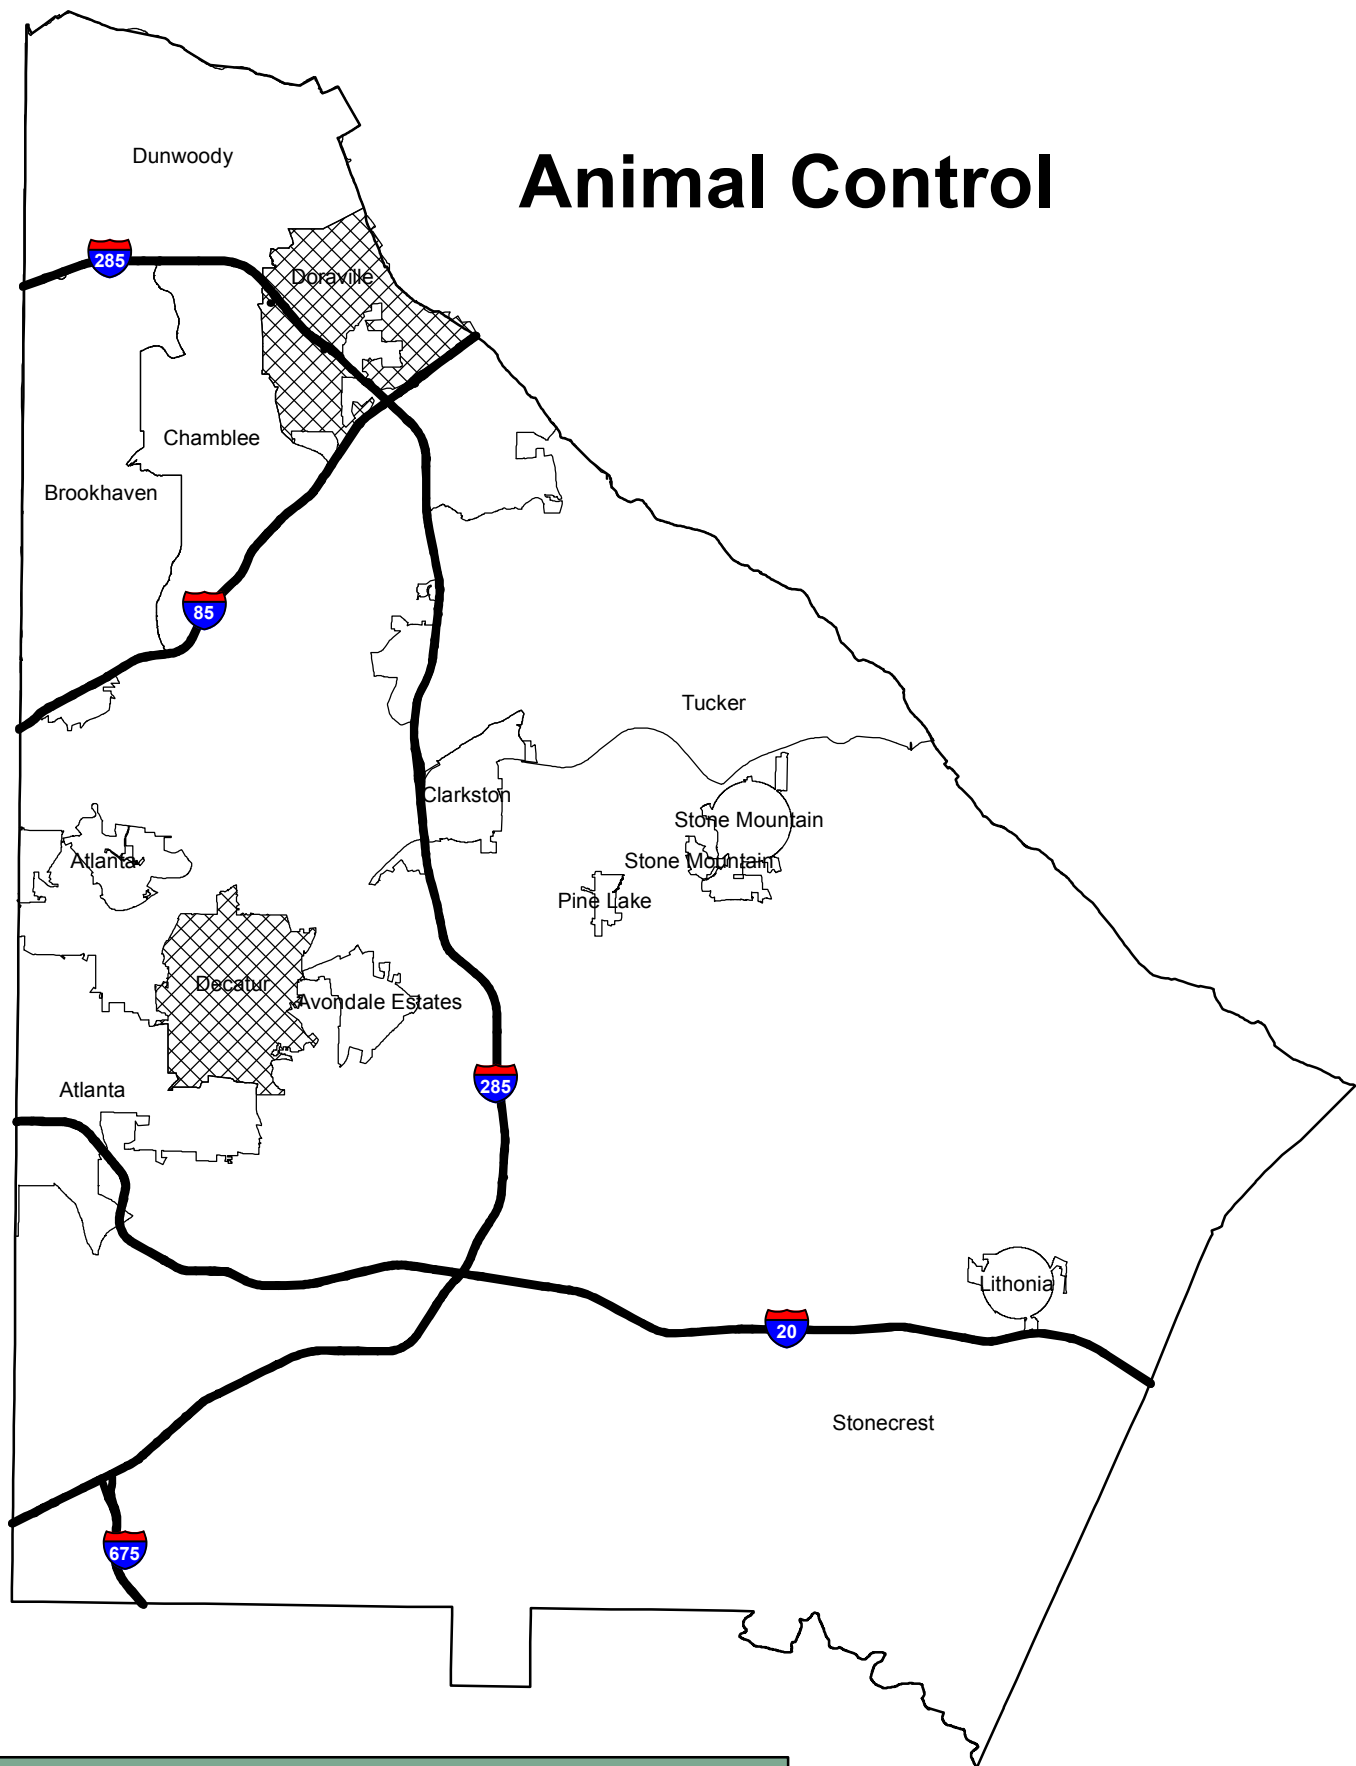 Dunwoody
Animal Control
285
Doraville
Chamblee
Brookhaven
85
Tucker
Clarkston
Stone Mountain
Atlanta
Stone Mountain
Pine Lake
Decatur
Avondale Estates
Atlanta
285
Lithonia
20
Stonecrest
675